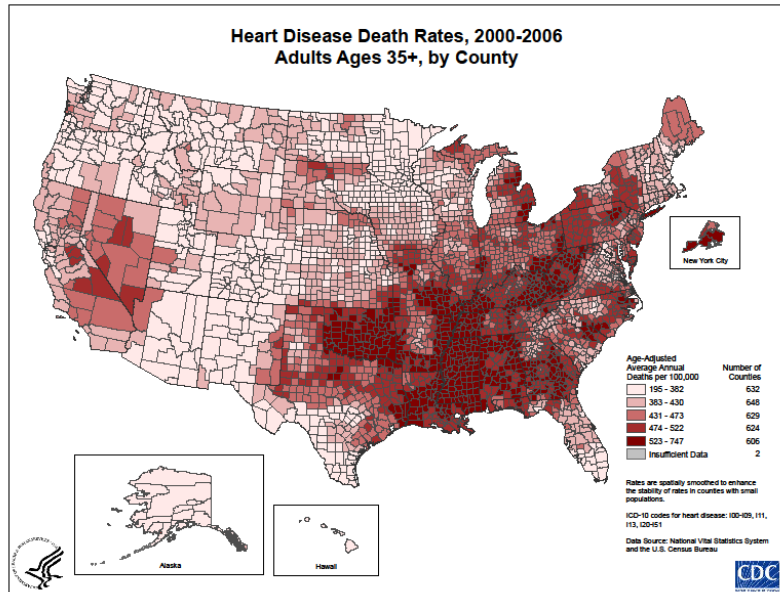 Heart Disease Death Rates, 2000-2006
Adults Ages 35+, by County
New York City
Age-Adjusted
Average Annual
Deaths per 100,000
Number of
Counties
195 - 382 632
383 - 430 648
431 - 473 629
474 - 522 624
523 - 747 606
Insufficient Data 2
Rates are spatially smoothed to enhance
the stability of rates in counties with small
populations.
ICD-10 codes for heart disease: I00-I09, I11,
I13, I20-I51
Data Source: National Vital Statistics System
and the U.S. Census Bureau
Alaska
Hawaii
CDC